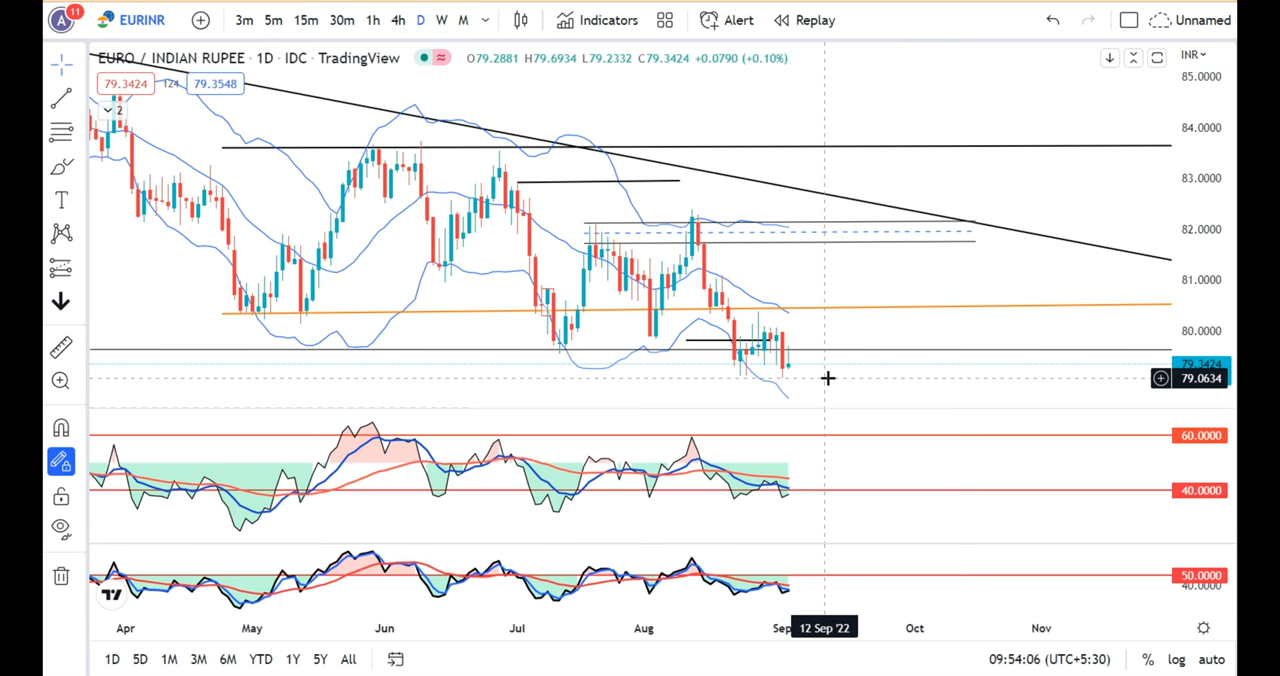 A 11 EURINR 3m 5m 15m 30m 1h 4h D W M Indicators Alert Replay Unnamed
EURO / INDIAN RUPEE · 1D · IDC · TradingView O79.2881 H79.6934 L79.2332 C79.3424 +0.0790 (+0.10%) INR
79.3424 124 79.3548
2
85.0000
84.0000
83.0000
82.0000
81.0000
80.0000
79.3424
79.0634
60.0000
40.0000
50.0000
40.0000
Apr May Jun Jul Aug Sep 12 Sep '22 Oct Nov
1D 5D 1M 3M 6M YTD 1Y 5Y All 09:54:06 (UTC+5:30) % log auto